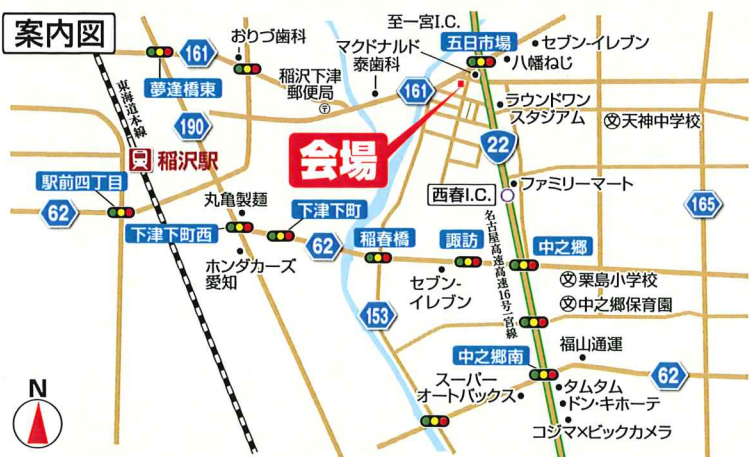 案内図
至一宮I.C.
おりづ歯科
マクドナルド
泰歯科
五日市場
セブン-イレブン
八幡ねじ
161
夢逢橋東
稲沢下津
郵便局
161
ラウンドワン
スタジアム
天神中学校
東海道本線
190
会場
22
稲沢駅
駅前四丁目
西春I.C.
ファミリーマート
丸亀製麺
62
下津下町
165
下津下町西
62
稲春橋
諏訪
中之郷
名古屋高速高速16号一宮線
ホンダカーズ
愛知
セブン-
イレブン
栗島小学校
中之郷保育園
153
福山通運
中之郷南
62
スーパー
オートバックス
タムタム
ドン・キホーテ
コジマ×ビックカメラ
N